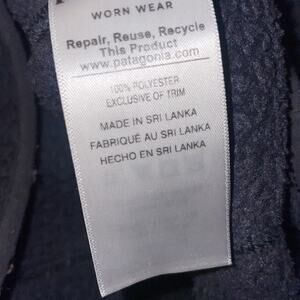 WORN WEAR
Repair, Reuse, Recycle
This Product
www.patagonia.com
100% POLYESTER
EXCLUSIVE OF TRIM
MADE IN SRI LANKA
FABRIQUÉ AU SRI LANKA
HECHO EN SRI LANKA